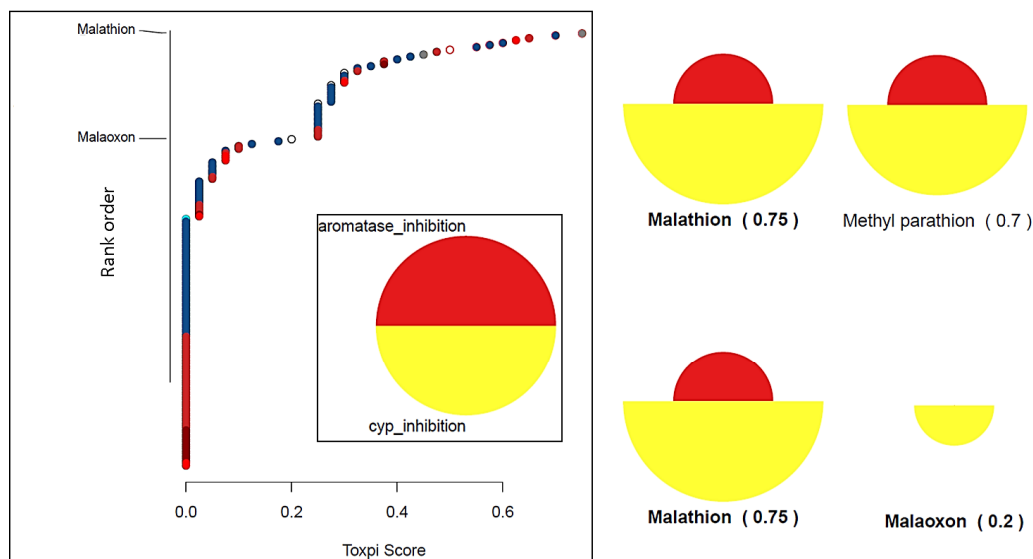 Malathion
Malaoxon
Rank order
aromatase_inhibition
cyp_inhibition
0.0 0.2 0.4 0.6
Toxpi Score
Malathion ( 0.75 ) Methyl parathion ( 0.7 )
Malathion ( 0.75 ) Malaoxon ( 0.2 )